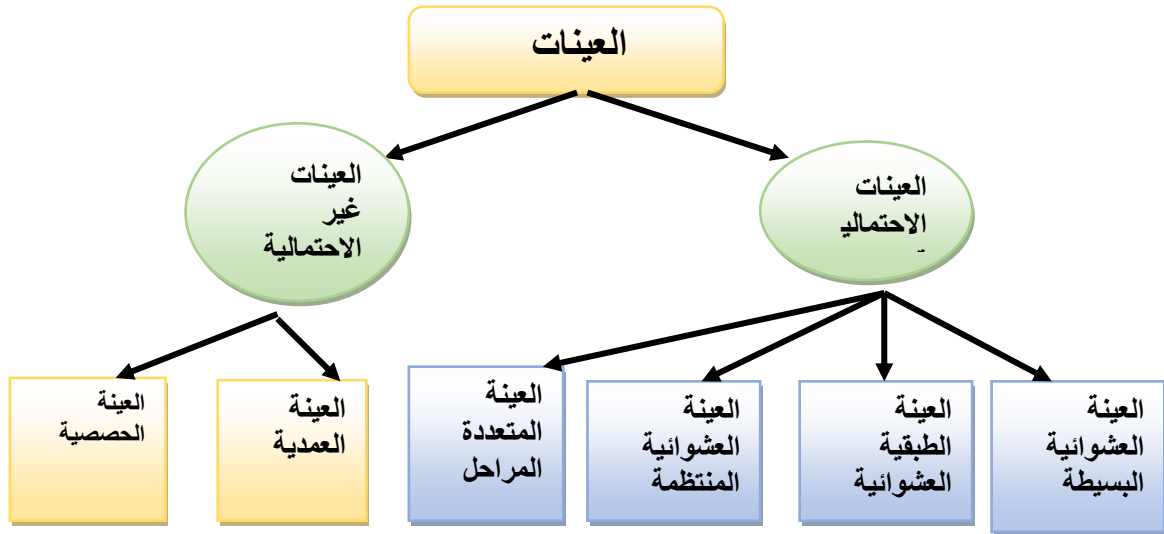 العينات
العينات
الاحتمالي
العينات
غير
الاحتمالية
العينة
العشوائية
البسيطة
العينة
الطبقية
العشوائية
العينة
العشوائية
المنتظمة
العينة
المتعددة
المراحل
العينة
العمدية
العينة
الحصصية